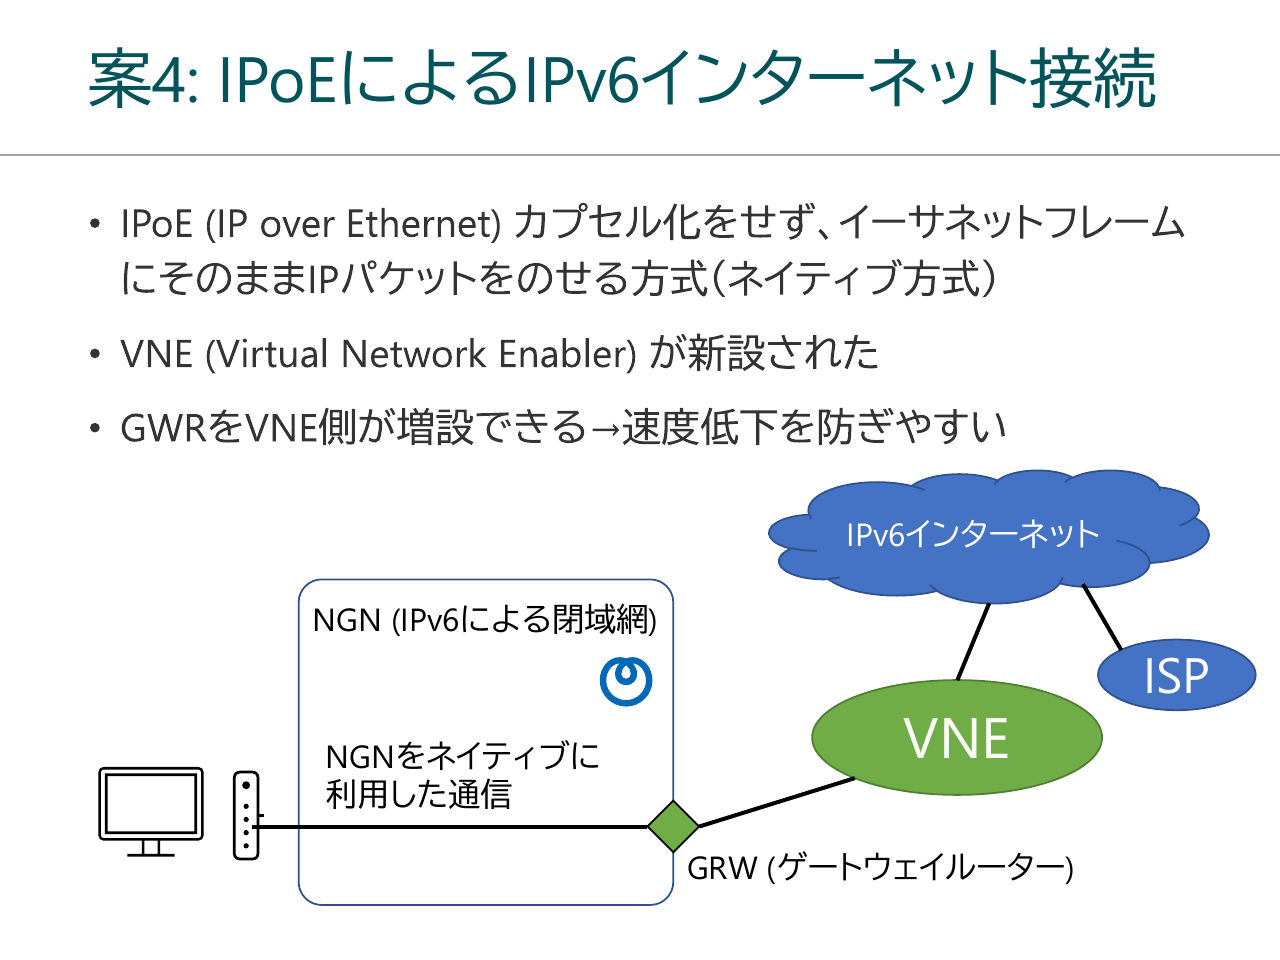 案4: IPoEによるIPv6インターネット接続
• IPoE (IP over Ethernet) カプセル化をせず、イーサネットフレーム
にそのままIPパケットをのせる方式(ネイティブ方式)
• VNE (Virtual Network Enabler) が新設された
• GWRをVNE側が増設できる→速度低下を防ぎやすい
IPv6インターネット
NGN (IPv6による閉域網)
ISP
VNE
NGNをネイティブに
利用した通信
GRW (ゲートウェイルーター)